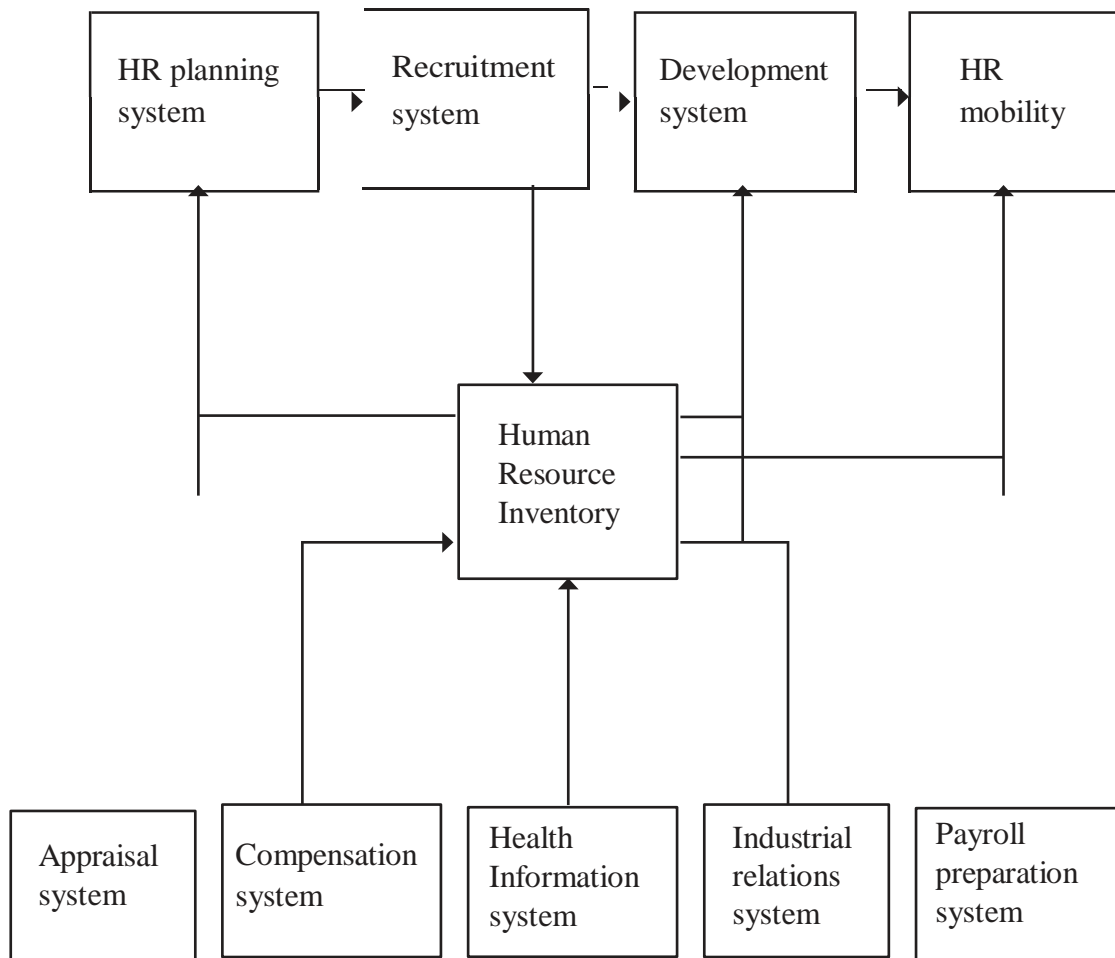 HR planning
system
Recruitment
system
Development
system
HR
mobility
Human
Resource
Inventory
Appraisal
system
Compensation
system
Health
Information
system
Industrial
relations
system
Payroll
preparation
system